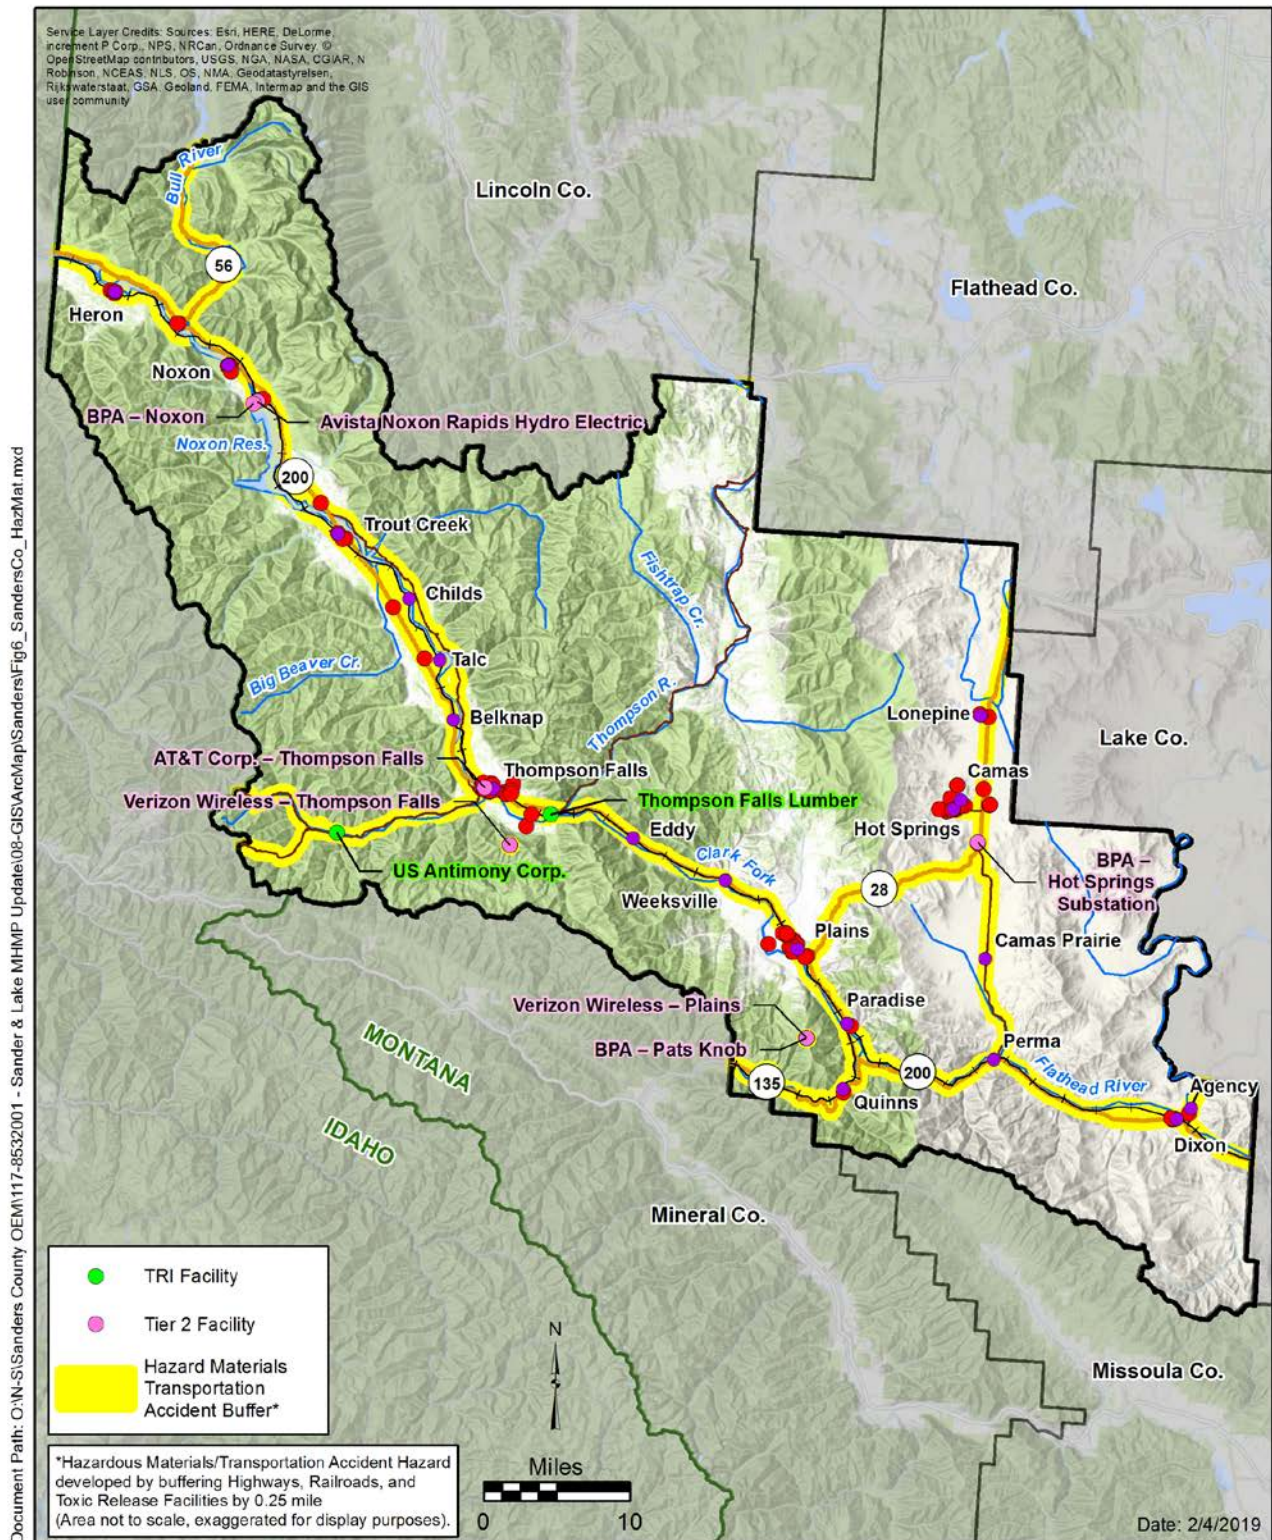 Service Layer Credits: Sources: Esri, HERE, DeLorme,
increment P Corp., NPS, NRCan, Ordnance Survey, ©
OpenStreetMap contributors, USGS, NGA, NASA, CGIAR, N
Robinson, NCEAS, NLS, OS, NMA, Geodatastyrelsen,
Rijkswaterstaat, GSA, Geoland, FEMA, Intermap and the GIS
user community
Bull River
Lincoln Co.
56
Flathead Co.
Heron
Noxon
BPA – Noxon
Avista Noxon Rapids Hydro Electric
Noxon Res.
200
Trout Creek
Fishtrap Cr.
Childs
Talc
Big Beaver Cr.
Thompson R.
Belknap
Lonepine
Lake Co.
AT&T Corp. – Thompson Falls
Thompson Falls
Camas
Verizon Wireless – Thompson Falls
Thompson Falls Lumber
Hot Springs
Eddy
US Antimony Corp.
Clark Fork
BPA –
Hot Springs
Substation
Weeksville
28
Plains
Camas Prairie
Verizon Wireless – Plains
Paradise
BPA – Pats Knob
Perma
MONTANA
135
200
Flathead River
Agency
Quinns
IDAHO
Dixon
Mineral Co.
Missoula Co.
TRI Facility
Tier 2 Facility
Hazard Materials
Transportation
Accident Buffer*
N
*Hazardous Materials/Transportation Accident Hazard
developed by buffering Highways, Railroads, and
Toxic Release Facilities by 0.25 mile
(Area not to scale, exaggerated for display purposes).
Miles
0 10
Date: 2/4/2019
Document Path: O:\N-S\Sanders County OEM\117-8532001 - Sander & Lake MHMP Update\08-GIS\ArcMap\Sanders\Fig6_SandersCo_HazMat.mxd